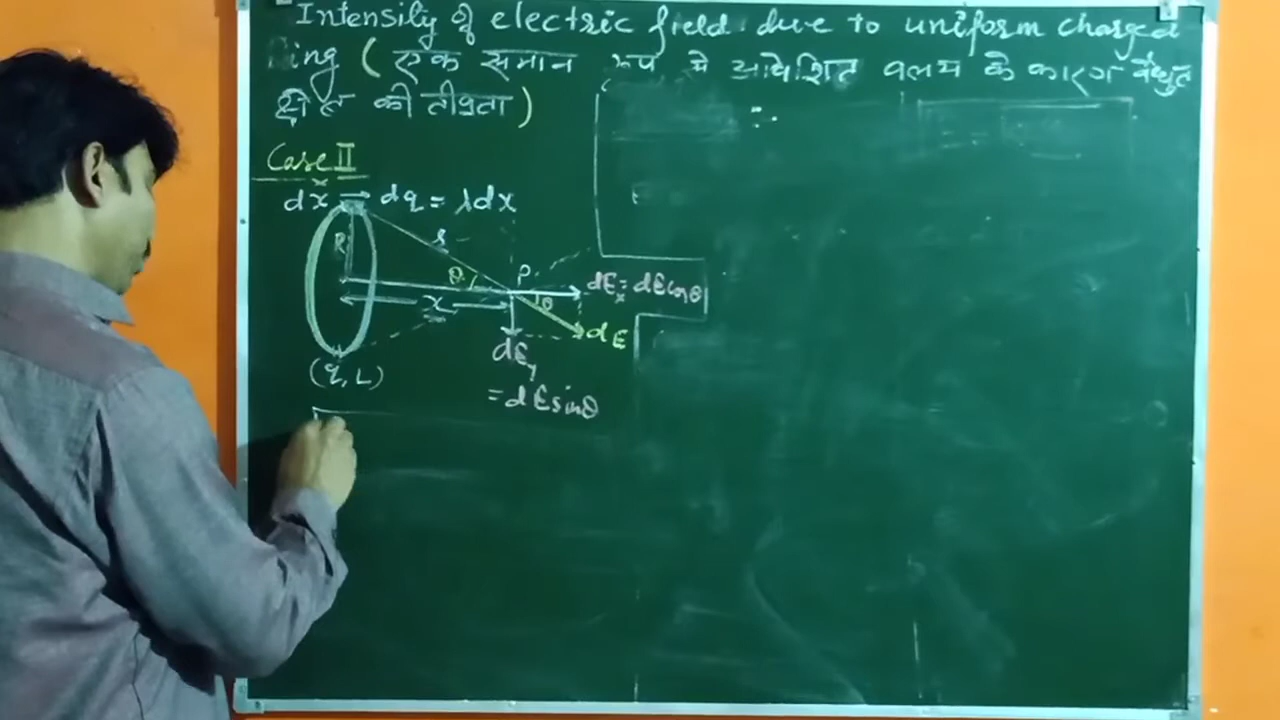 Intensity of electric field due to uniform charged
ing ( एक समान रूप से आवेशित वलय के कारण वैधुत
क्षेत्र की तीव्रता )
:-
Case II
dx → dq = λdx
R
r
θ
P
x
θ
dEx = dE cosθ
dE
dEy
= dE sinθ
(q, L)